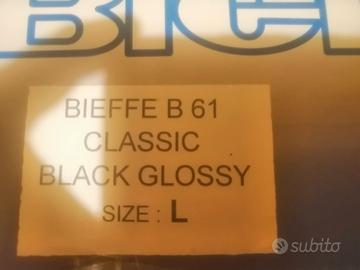 BIEFFE B 61
CLASSIC
BLACK GLOSSY
SIZE : L
subito